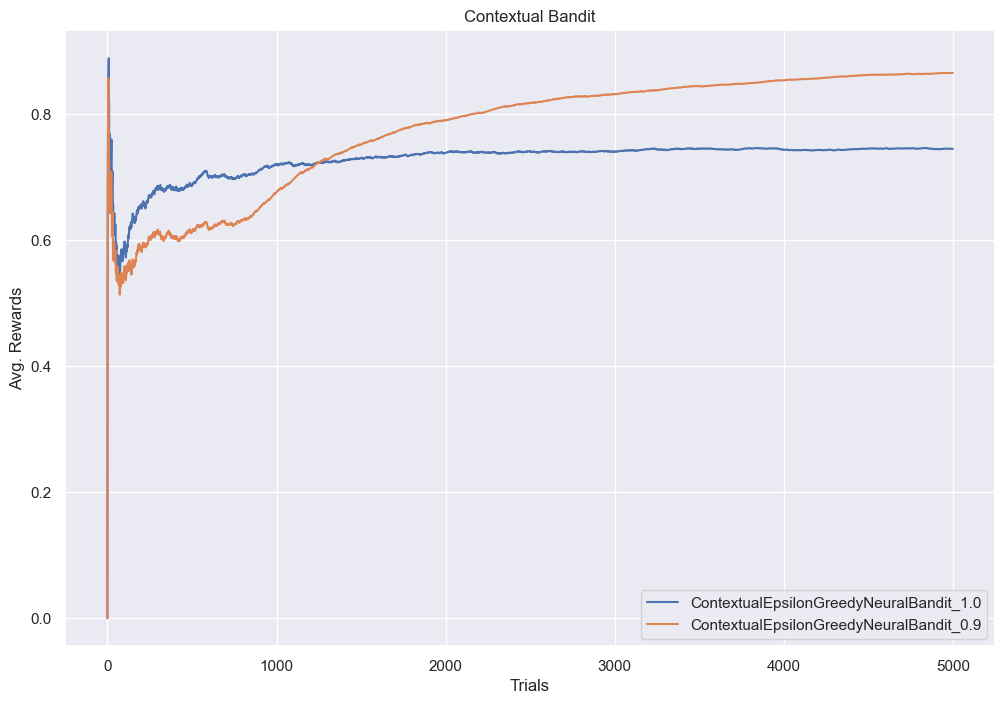 Contextual Bandit
Avg. Rewards
0.8
0.6
0.4
0.2
0.0
0
1000
2000
3000
4000
5000
Trials
ContextualEpsilonGreedyNeuralBandit_1.0
ContextualEpsilonGreedyNeuralBandit_0.9